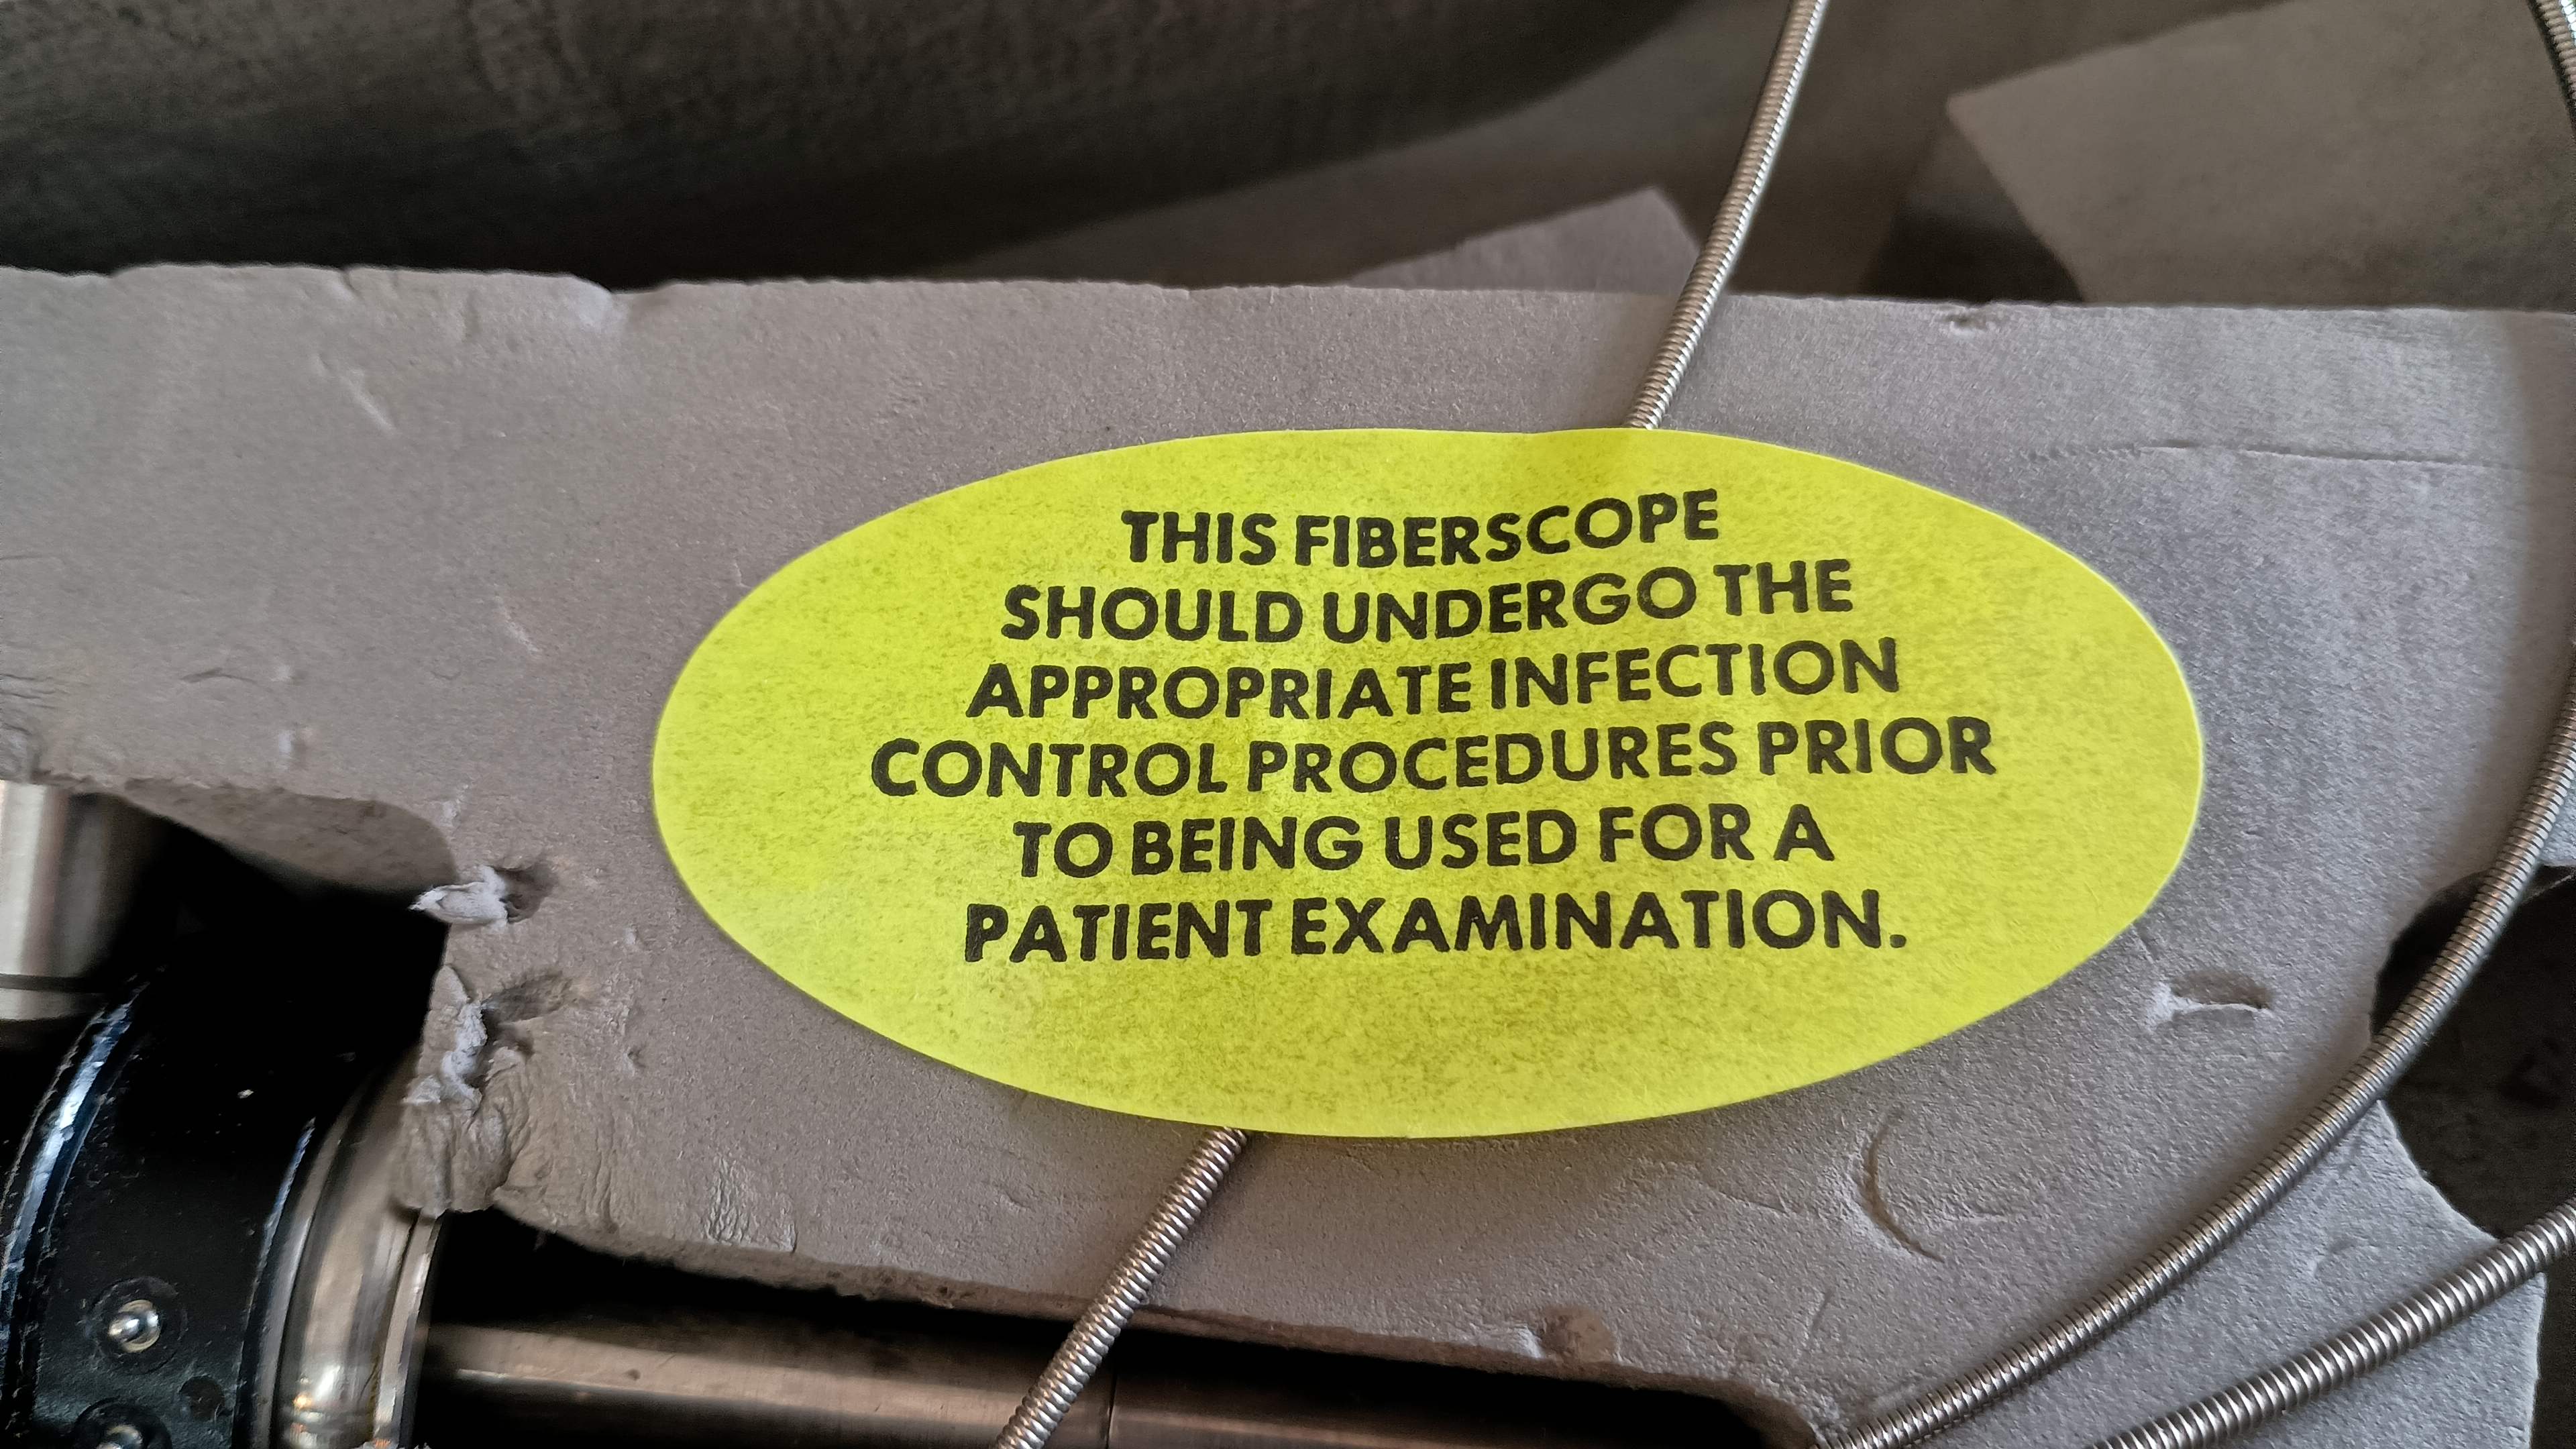 THIS FIBERSCOPE
SHOULD UNDERGO THE
APPROPRIATE INFECTION
CONTROL PROCEDURES PRIOR
TO BEING USED FOR A
PATIENT EXAMINATION.